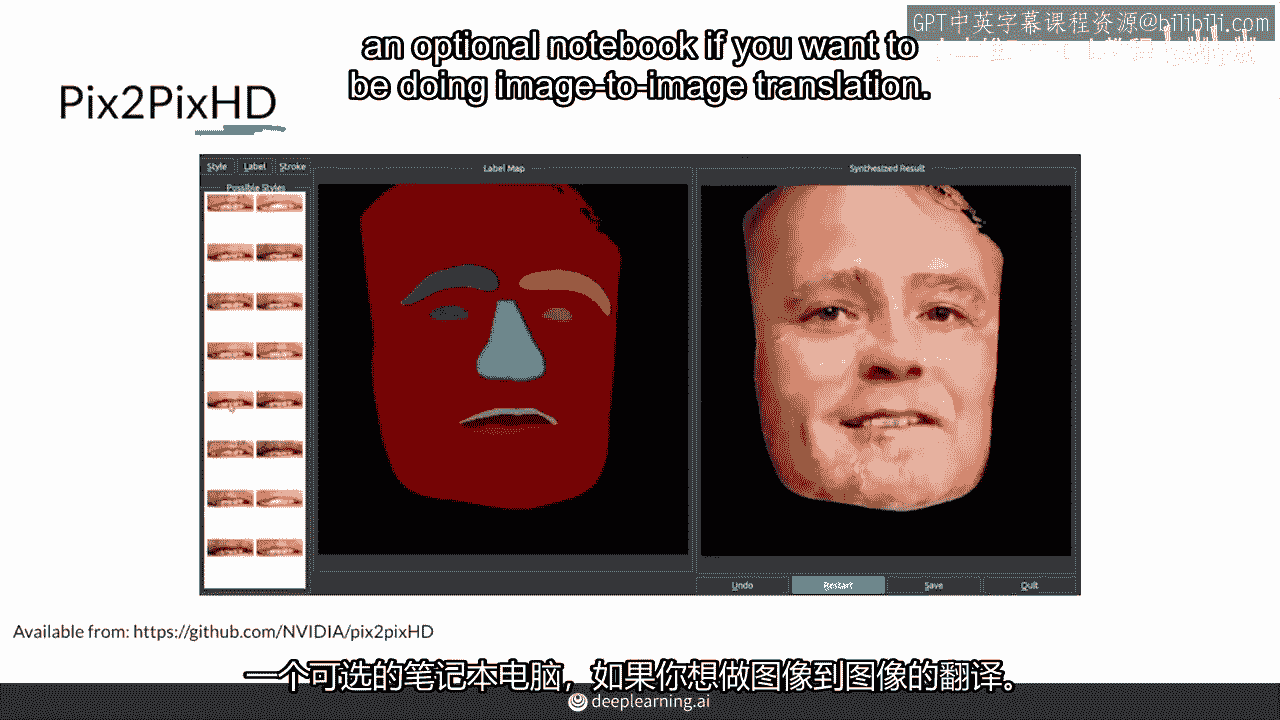 GPT中英字幕课程资源@bilibili.com
an optional notebook if you want to
be doing image-to-image translation.
Pix2PixHD
Style Label Stroke
Possible Styles
Label Map
Synthesized Result
Undo Restart Save Quit
Available from: https://github.com/NVIDIA/pix2pixHD
一个可选的笔记本电脑，如果你想做图像到图像的翻译。
deeplearning.ai